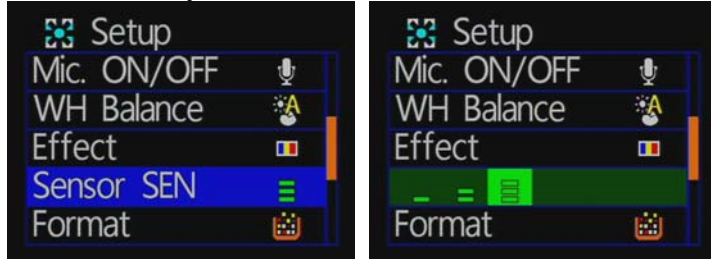 Setup
Mic. ON/OFF
WH Balance
A
Effect
Sensor SEN
Format
Setup
Mic. ON/OFF
WH Balance
A
Effect
Format